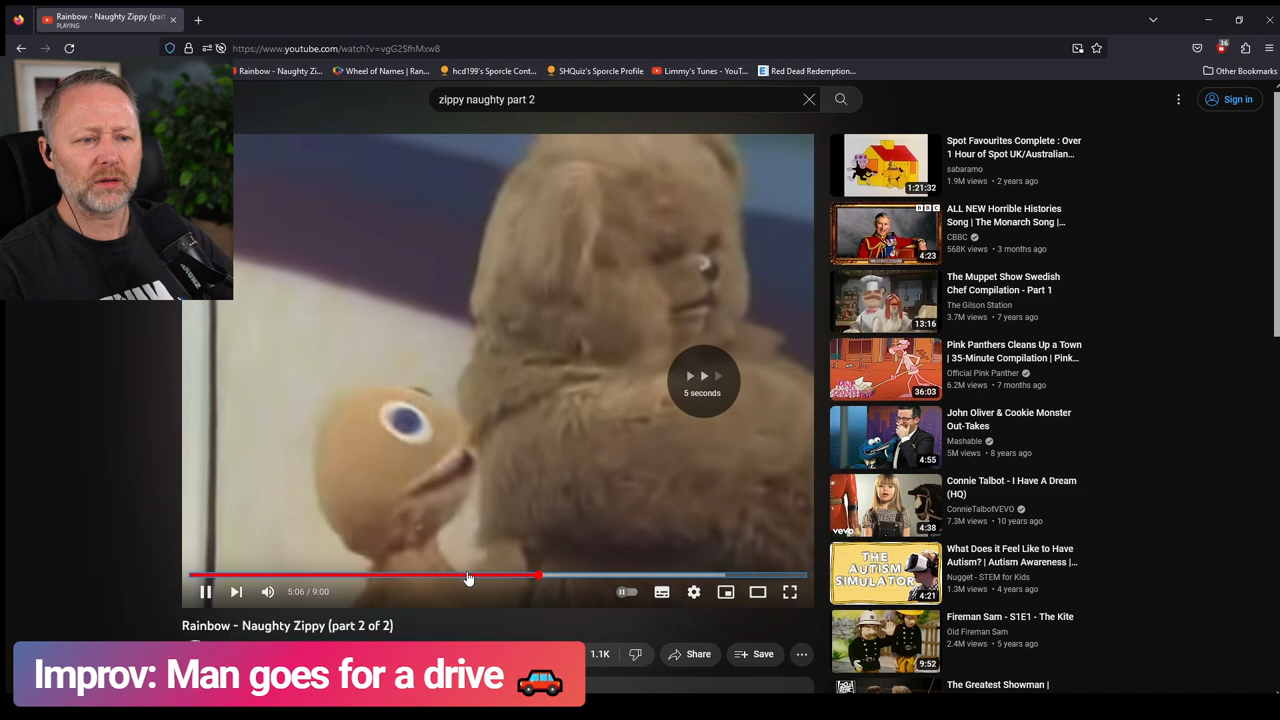 Rainbow - Naughty Zippy (part
PLAYING
https://www.youtube.com/watch?v=vgG2SfhMxw8
36
Rainbow - Naughty Zi...
Wheel of Names | Ran...
hcd199's Sporcle Cont...
SHQuiz's Sporcle Profile
Limmy's Tunes - YouT...
Red Dead Redemption...
Other Bookmarks
zippy naughty part 2
Sign in
5 seconds
5:06 / 9:00
Rainbow - Naughty Zippy (part 2 of 2)
1.1K
Share
Save
Improv: Man goes for a drive
1:21:32
Spot Favourites Complete : Over
1 Hour of Spot UK/Australian...
sabaramo
1.9M views • 2 years ago
BBC
4:23
ALL NEW Horrible Histories
Song | The Monarch Song |...
CBBC
568K views • 3 months ago
13:16
The Muppet Show Swedish
Chef Compilation - Part 1
The Gilson Station
3.7M views • 7 years ago
36:03
Pink Panthers Cleans Up a Town
| 35-Minute Compilation | Pink...
Official Pink Panther
6.2M views • 7 months ago
4:55
John Oliver & Cookie Monster
Out-Takes
Mashable
5M views • 8 years ago
vevo
4:38
Connie Talbot - I Have A Dream
(HQ)
ConnieTalbotVEVO
7.3M views • 10 years ago
THE
AUTISM
SIMULATOR
4:21
What Does it Feel Like to Have
Autism? | Autism Awareness |...
Nugget - STEM for Kids
1.3M views • 4 years ago
9:52
Fireman Sam - S1E1 - The Kite
Old Fireman Sam
2.4M views • 5 years ago
The Greatest Showman |